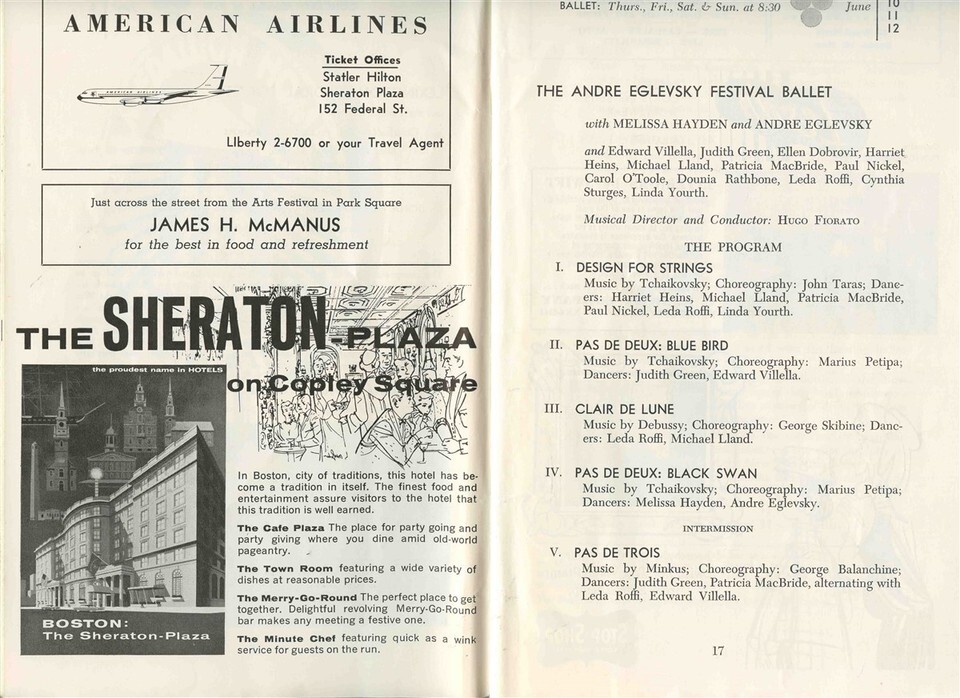 AMERICAN AIRLINES
Ticket Offices
Statler Hilton
Sheraton Plaza
152 Federal St.
AMERICAN AIRLINES
LIberty 2-6700 or your Travel Agent
Just across the street from the Arts Festival in Park Square
JAMES H. McMANUS
for the best in food and refreshment
THE SHERATON-PLAZA
on Copley Square
the proudest name in HOTELS
BOSTON:
The Sheraton-Plaza
In Boston, city of traditions, this hotel has be-
come a tradition in itself. The finest food and
entertainment assure visitors to the hotel that
this tradition is well earned.
The Cafe Plaza The place for party going and
party giving where you dine amid old-world
pageantry.
The Town Room featuring a wide variety of
dishes at reasonable prices.
The Merry-Go-Round The perfect place to get
together. Delightful revolving Merry-Go-Round
bar makes any meeting a festive one.
The Minute Chef featuring quick as a wink
service for guests on the run.
BALLET: Thurs., Fri., Sat. & Sun. at 8:30 June 10
11
12
THE ANDRE EGLEVSKY FESTIVAL BALLET
with MELISSA HAYDEN and ANDRE EGLEVSKY
and Edward Villella, Judith Green, Ellen Dobrovir, Harriet
Heins, Michael Lland, Patricia MacBride, Paul Nickel,
Carol O'Toole, Dounia Rathbone, Leda Roffi, Cynthia
Sturges, Linda Yourth.
Musical Director and Conductor: HUGO FIORATO
THE PROGRAM
I. DESIGN FOR STRINGS
Music by Tchaikovsky; Choreography: John Taras; Danc-
ers: Harriet Heins, Michael Lland, Patricia MacBride,
Paul Nickel, Leda Roffi, Linda Yourth.
II. PAS DE DEUX: BLUE BIRD
Music by Tchaikovsky; Choreography: Marius Petipa;
Dancers: Judith Green, Edward Villella.
III. CLAIR DE LUNE
Music by Debussy; Choreography: George Skibine; Danc-
ers: Leda Roffi, Michael Lland.
IV. PAS DE DEUX: BLACK SWAN
Music by Tchaikovsky; Choreography: Marius Petipa;
Dancers: Melissa Hayden, Andre Eglevsky.
INTERMISSION
V. PAS DE TROIS
Music by Minkus; Choreography: George Balanchine;
Dancers: Judith Green, Patricia MacBride, alternating with
Leda Roffi, Edward Villella.
17